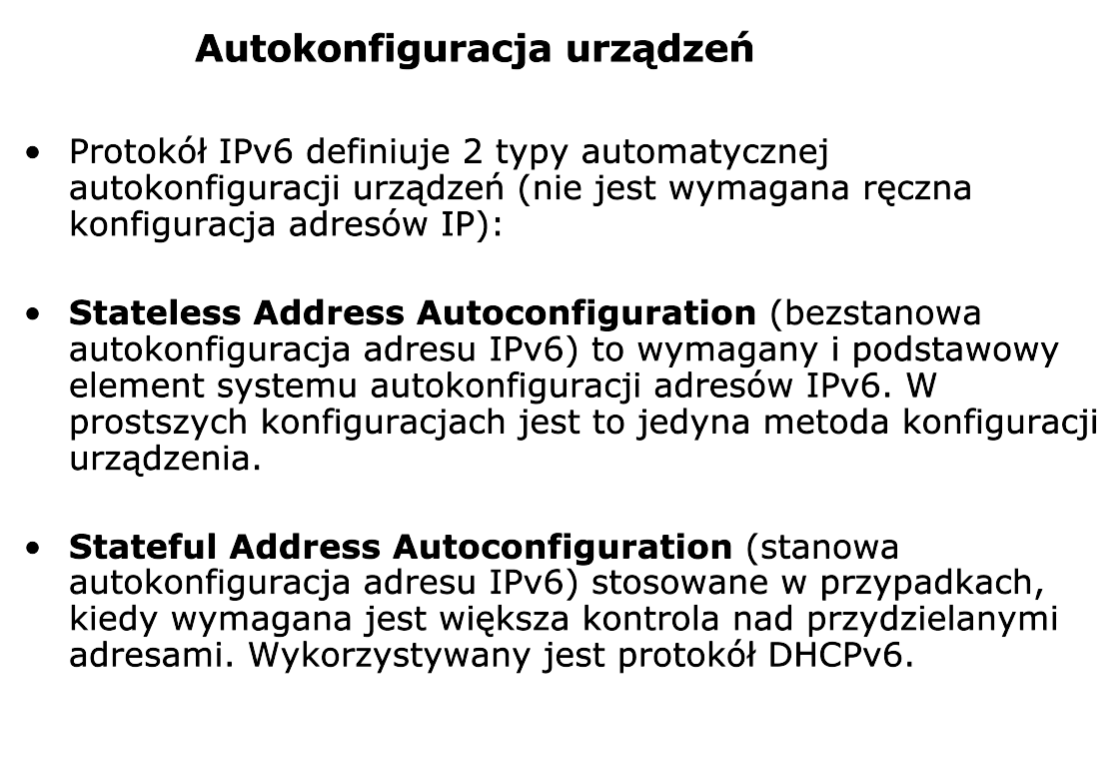 Autokonfiguracja urządzeń
• Protokół IPv6 definiuje 2 typy automatycznej
autokonfiguracji urządzeń (nie jest wymagana ręczna
konfiguracja adresów IP):
• Stateless Address Autoconfiguration (bezstanowa
autokonfiguracja adresu IPv6) to wymagany i podstawowy
element systemu autokonfiguracji adresów IPv6. W
prostszych konfiguracjach jest to jedyna metoda konfiguracji
urządzenia.
• Stateful Address Autoconfiguration (stanowa
autokonfiguracja adresu IPv6) stosowane w przypadkach,
kiedy wymagana jest większa kontrola nad przydzielanymi
adresami. Wykorzystywany jest protokół DHCPv6.